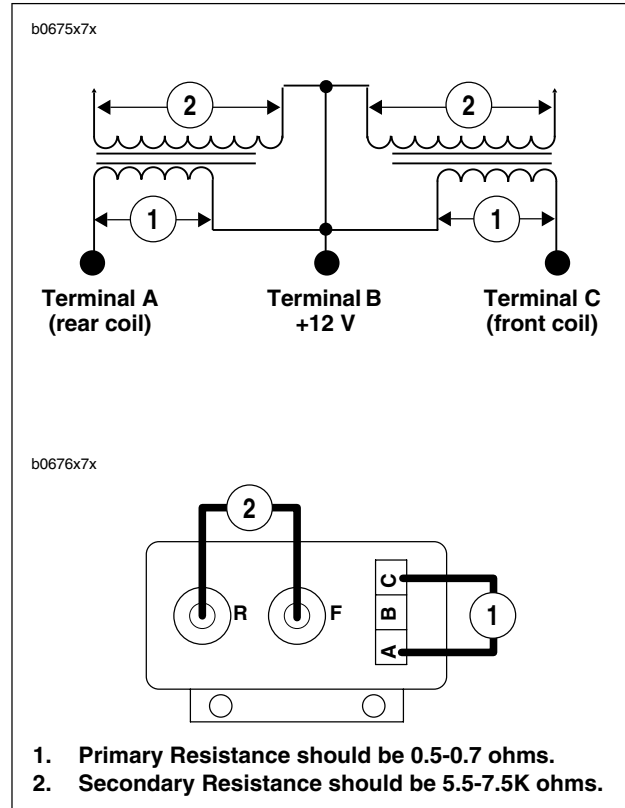 b0675x7x
2 2
1 1
Terminal A Terminal B Terminal C
(rear coil) +12 V (front coil)
b0676x7x
2
R F C B A 1
1. Primary Resistance should be 0.5-0.7 ohms.
2. Secondary Resistance should be 5.5-7.5K ohms.